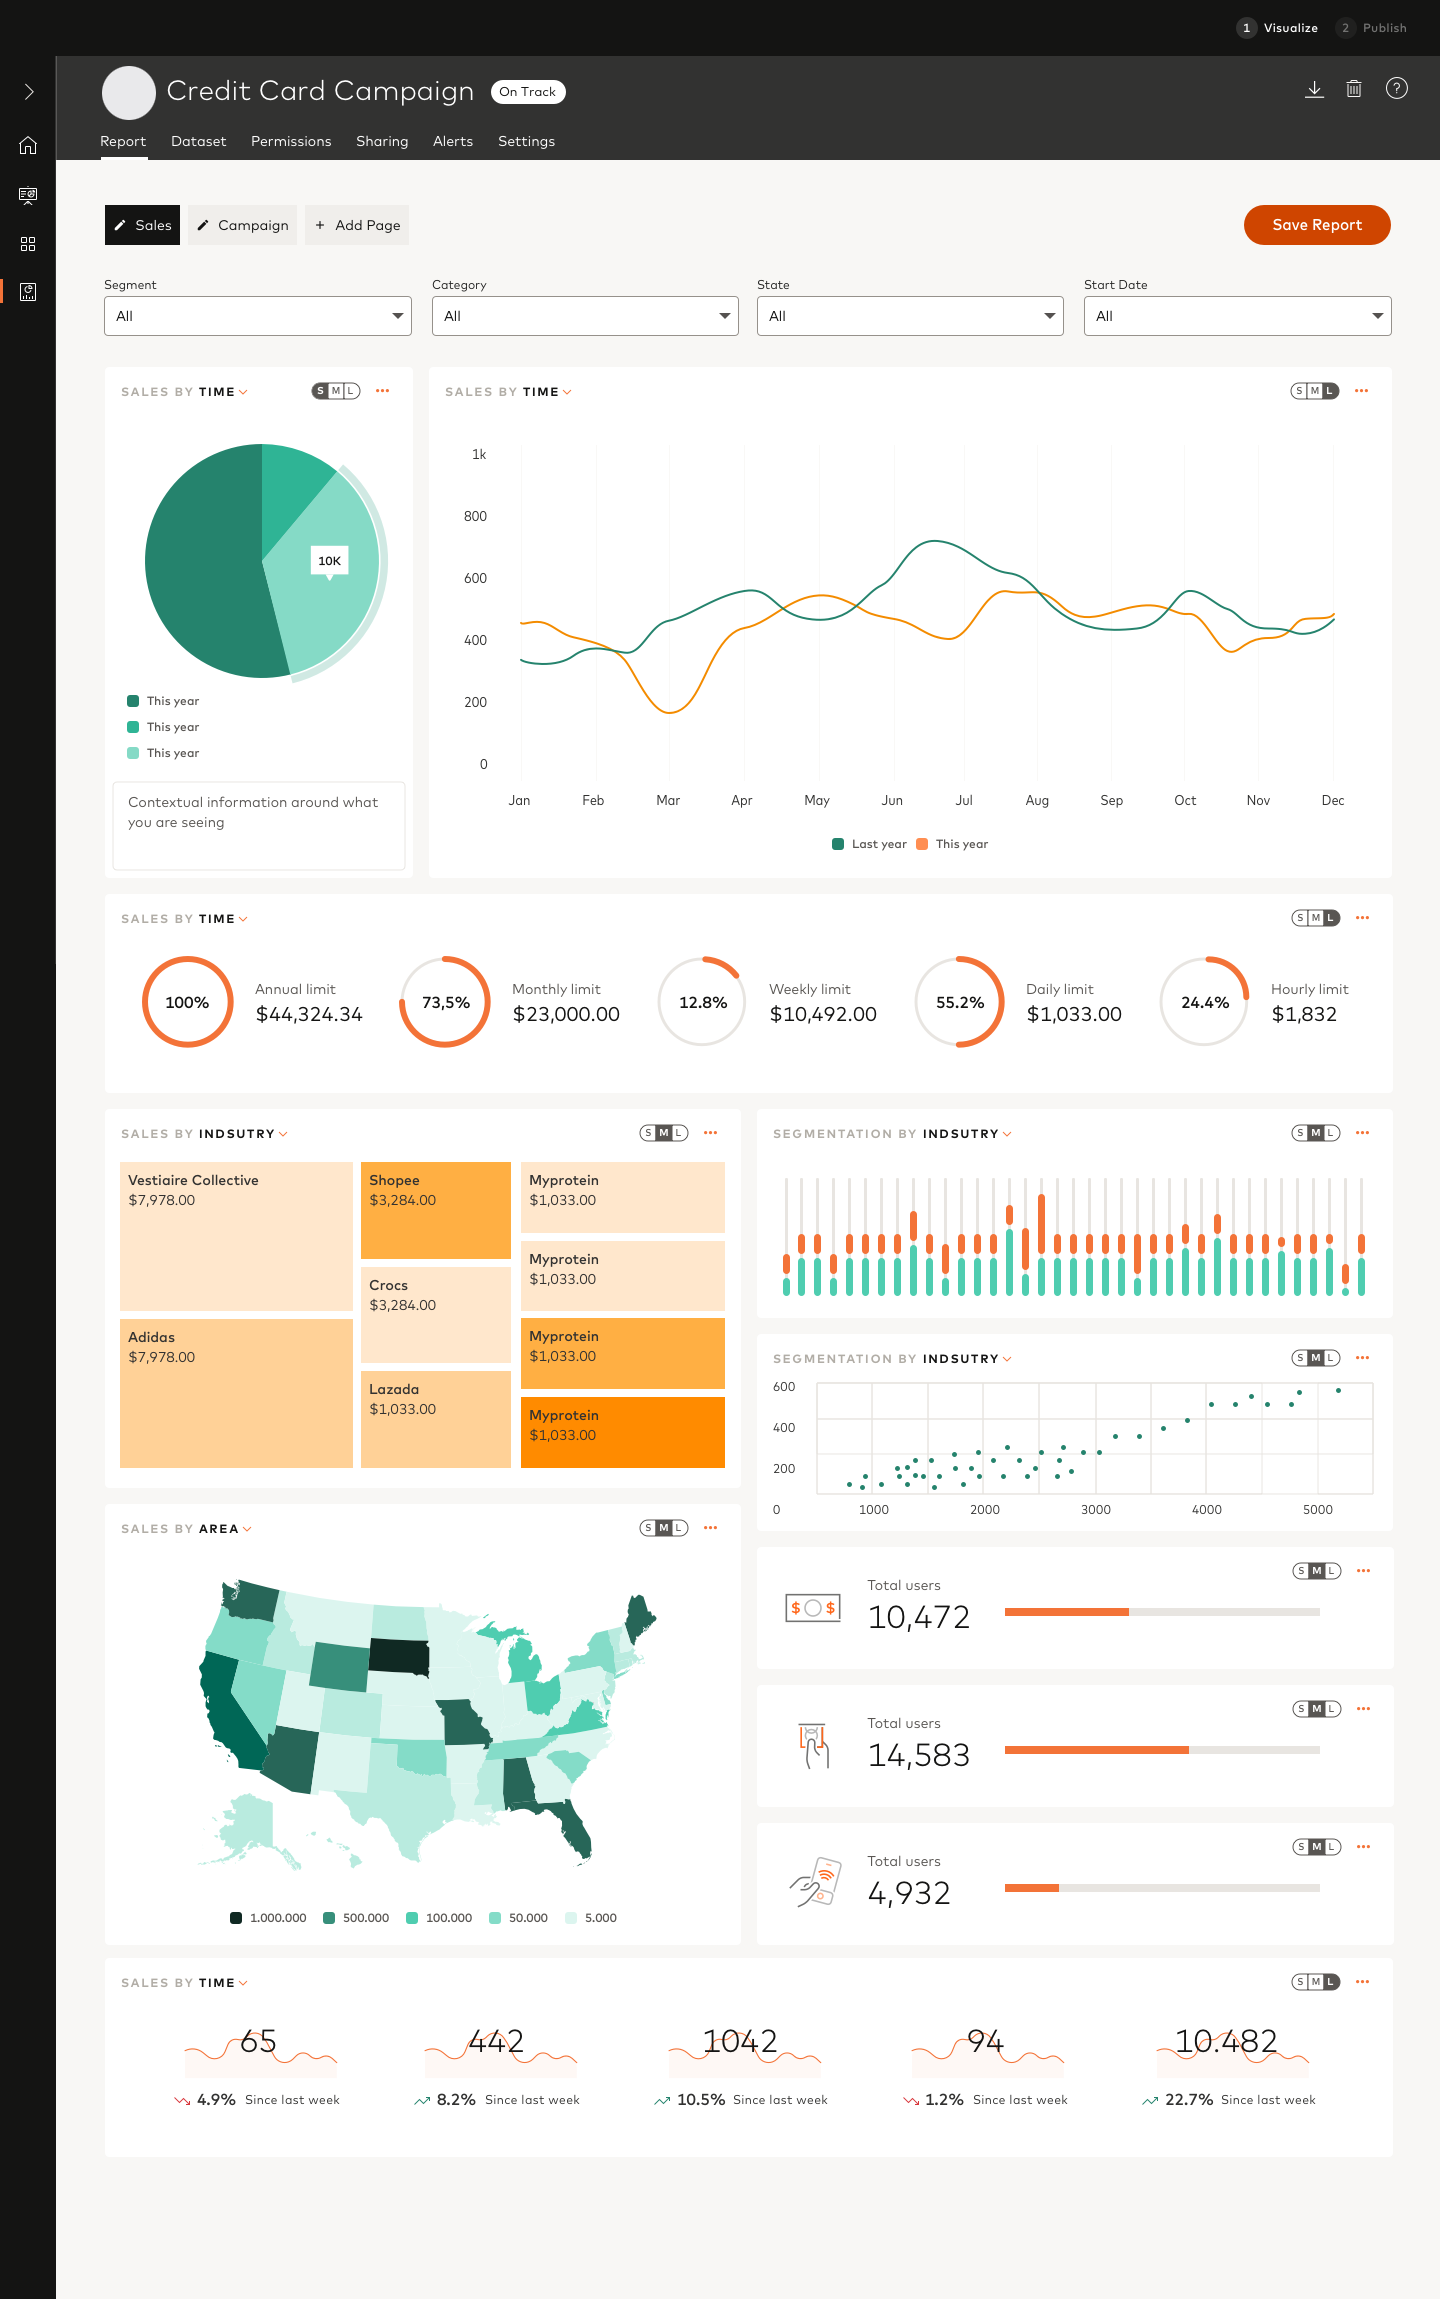 1 Visualize 2 Publish
Credit Card Campaign On Track
?
Report Dataset Permissions Sharing Alerts Settings
Sales Campaign + Add Page Save Report
Segment Category State Start Date
All All All All
SALES BY TIME S M L
10K
This year
This year
This year
Contextual information around what
you are seeing
SALES BY TIME S M L
1k
800
600
400
200
0
Jan Feb Mar Apr May Jun Jul Aug Sep Oct Nov Dec
Last year This year
SALES BY TIME S M L
100% Annual limit $44,324.34
73,5% Monthly limit $23,000.00
12.8% Weekly limit $10,492.00
55.2% Daily limit $1,033.00
24.4% Hourly limit $1,832
SALES BY INDSUTRY S M L
Vestiaire Collective
$7,978.00
Adidas
$7,978.00
Shopee
$3,284.00
Crocs
$3,284.00
Lazada
$1,033.00
Myprotein
$1,033.00
Myprotein
$1,033.00
Myprotein
$1,033.00
Myprotein
$1,033.00
SEGMENTATION BY INDSUTRY S M L
SEGMENTATION BY INDSUTRY S M L
600
400
200
0 1000 2000 3000 4000 5000
SALES BY AREA S M L
1.000.000 500.000 100.000 50.000 5.000
S M L
Total users
$ $
10,472
S M L
Total users
14,583
S M L
Total users
4,932
SALES BY TIME S M L
65 442 1042 94 10.482
4.9% Since last week 8.2% Since last week 10.5% Since last week 1.2% Since last week 22.7% Since last week